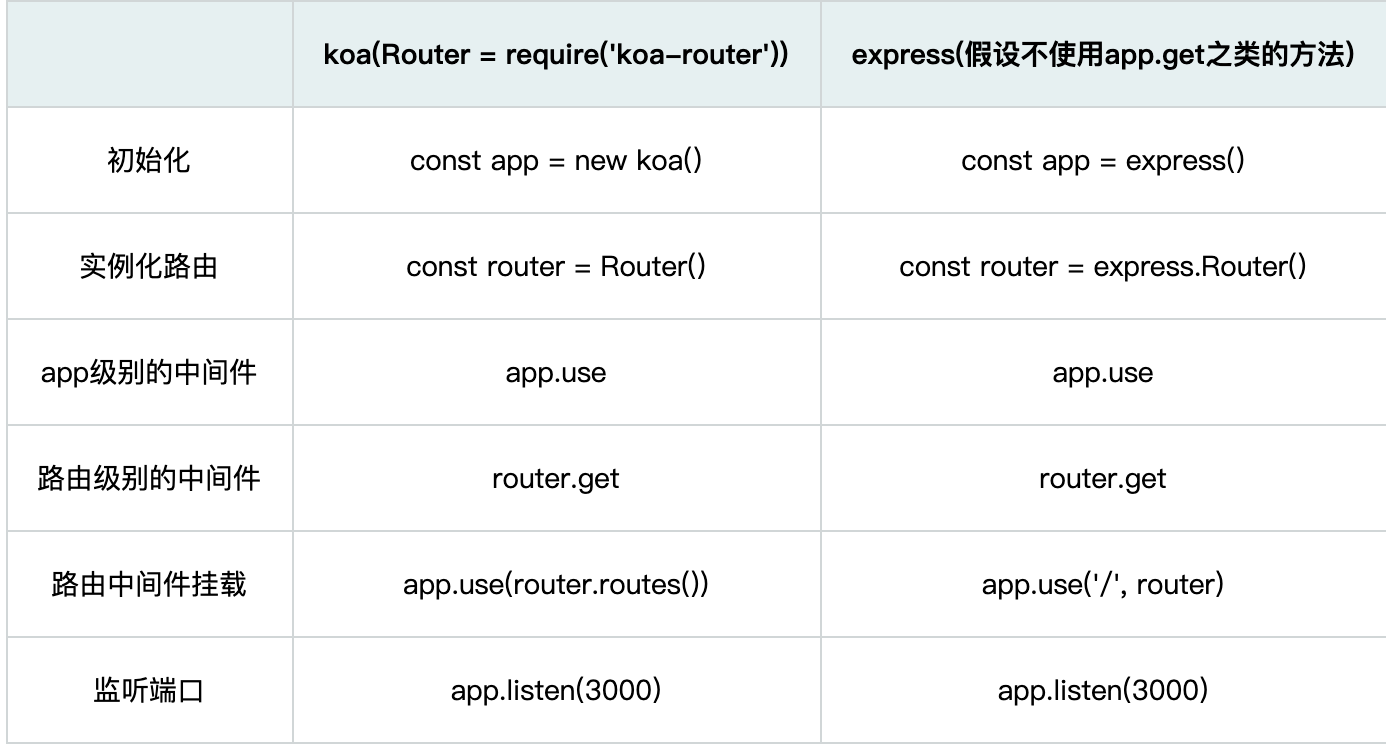 koa(Router = require('koa-router'))
express(假设不使用app.get之类的方法)
初始化
const app = new koa()
const app = express()
实例化路由
const router = Router()
const router = express.Router()
app级别的中间件
app.use
app.use
路由级别的中间件
router.get
router.get
路由中间件挂载
app.use(router.routes())
app.use('/', router)
监听端口
app.listen(3000)
app.listen(3000)